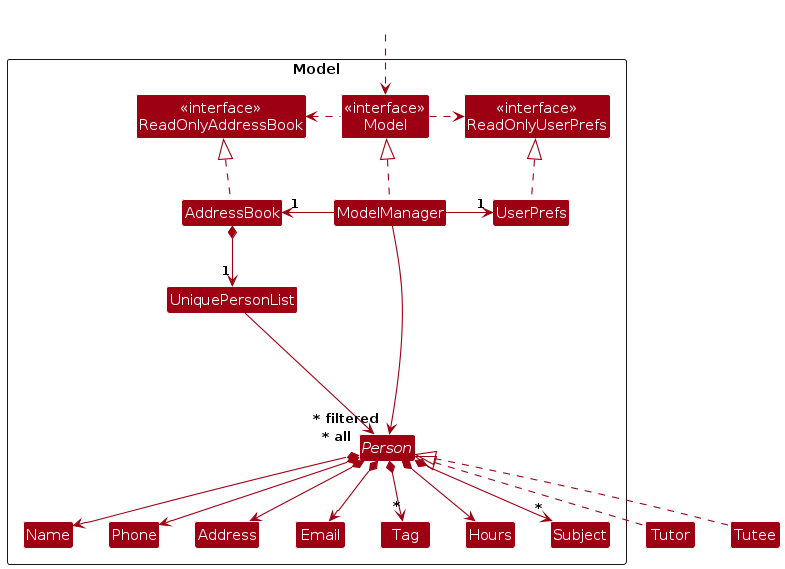 Model
«interface»
ReadOnlyAddressBook
«interface»
Model
«interface»
ReadOnlyUserPrefs
AddressBook
1
ModelManager
1
UserPrefs
1
UniquePersonList
* filtered
* all
Person
*
*
Name
Phone
Address
Email
Tag
Hours
Subject
Tutor
Tutee